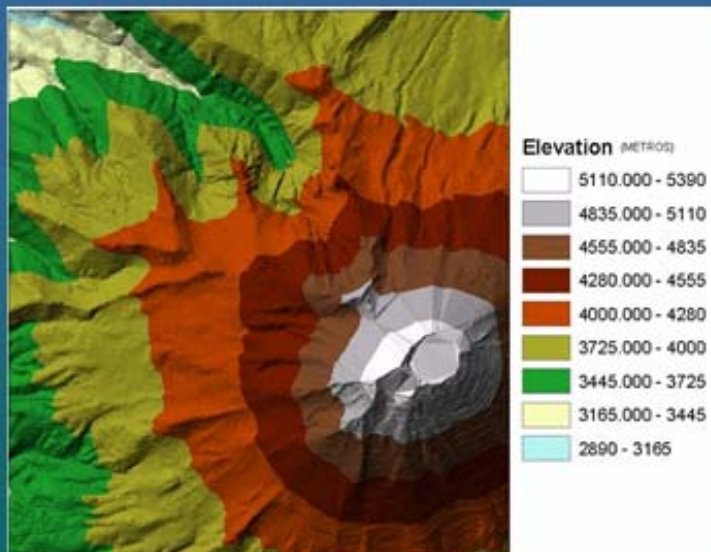 Elevation (METROS)
5110.000 - 5390
4835.000 - 5110
4555.000 - 4835
4280.000 - 4555
4000.000 - 4280
3725.000 - 4000
3445.000 - 3725
3165.000 - 3445
2890 - 3165